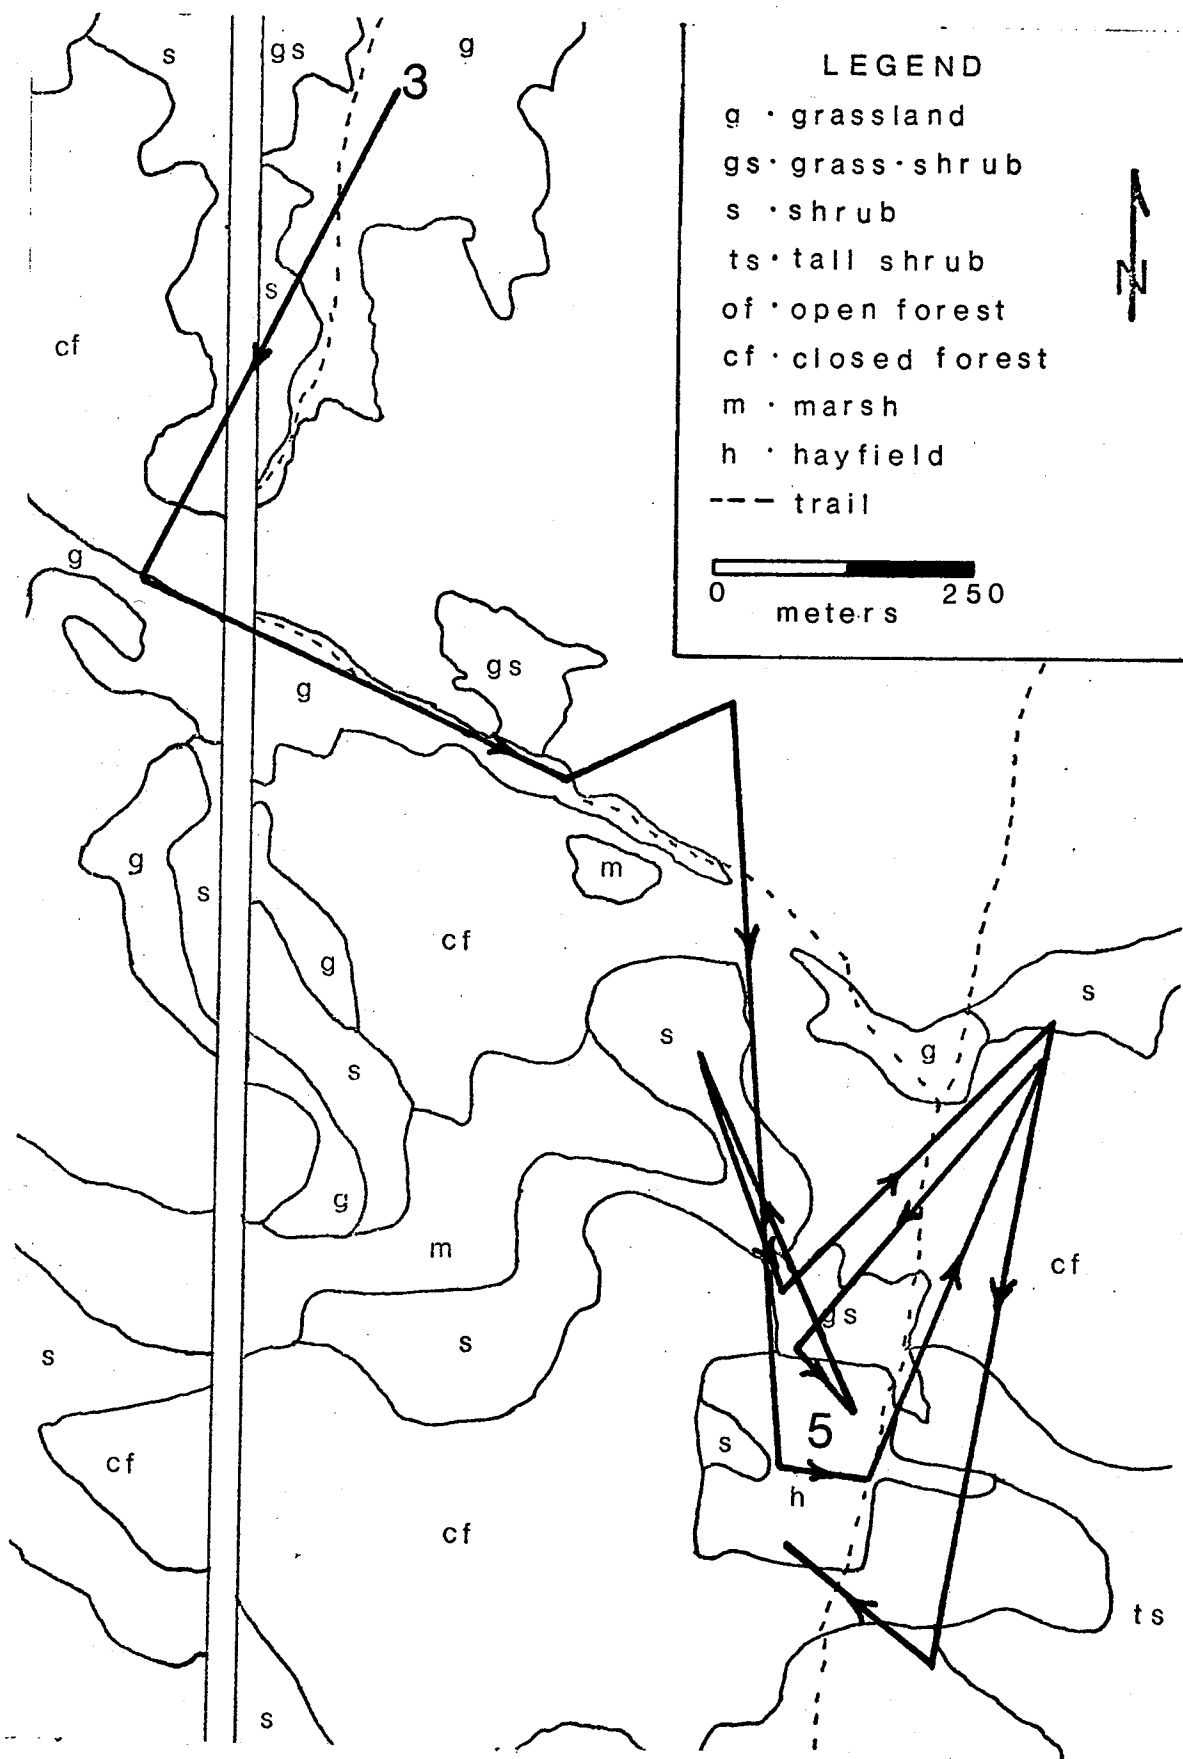 s
gs
g
3
LEGEND
g · grassland
gs · grass·shrub
s · shrub
ts · tall shrub
of · open forest
cf · closed forest
m · marsh
h · hayfield
--- trail
N
0 250
meters
s
cf
g
gs
g
g
s
m
cf
g
s
s
g
s
g
m
cf
gs
s
s
5
s
cf
h
cf
ts
s